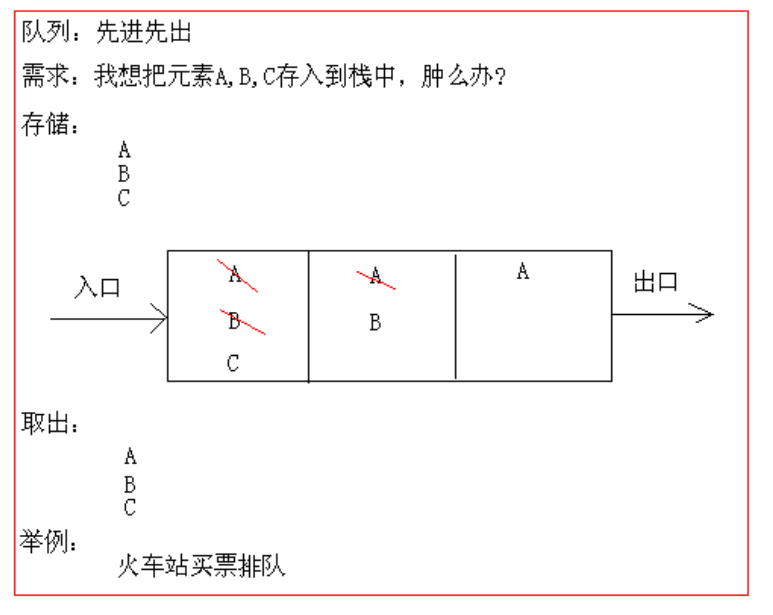 队列：先进先出
需求：我想把元素A,B,C存入到栈中，肿么办?
存储：
A
B
C
入口
A A A
B B
C
出口
取出：
A
B
C
举例：
火车站买票排队